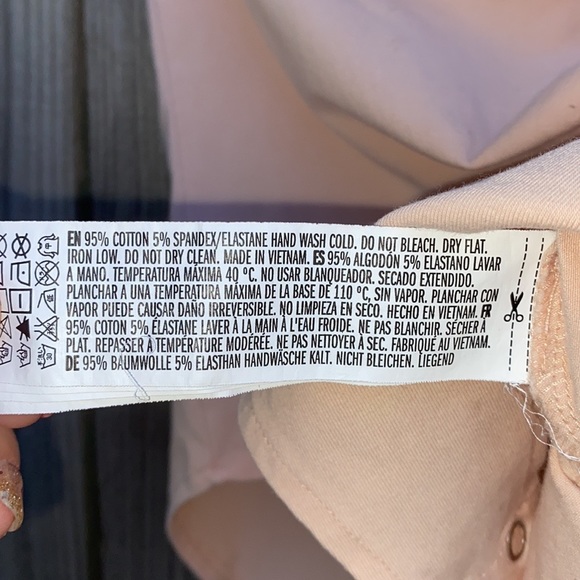 EN 95% COTTON 5% SPANDEX/ELASTANE HAND WASH COLD. DO NOT BLEACH. DRY FLAT.
IRON LOW. DO NOT DRY CLEAN. MADE IN VIETNAM. ES 95% ALGODÓN 5% ELASTANO LAVAR
A MANO. TEMPERATURA MÁXIMA 40 ºC, NO USAR BLANQUEADOR. SECADO EXTENDIDO.
PLANCHAR A UNA TEMPERATURA MÁXIMA DE LA BASE DE 110 ºC, SIN VAPOR. PLANCHAR CON
VAPOR PUEDE CAUSAR DAÑO IRREVERSIBLE. NO LIMPIEZA EN SECO. HECHO EN VIETNAM. FR
95% COTON 5% ÉLASTANE LAVER À LA MAIN À L'EAU FROIDE. NE PAS BLANCHIR. SÉCHER À
PLAT. REPASSER À TEMPÉRATURE MODÉRÉE. NE PAS NETTOYER À SEC. FABRIQUÉ AU VIETNAM.
DE 95% BAUMWOLLE 5% ELASTHAN HANDWÄSCHE KALT. NICHT BLEICHEN. LIEGEND